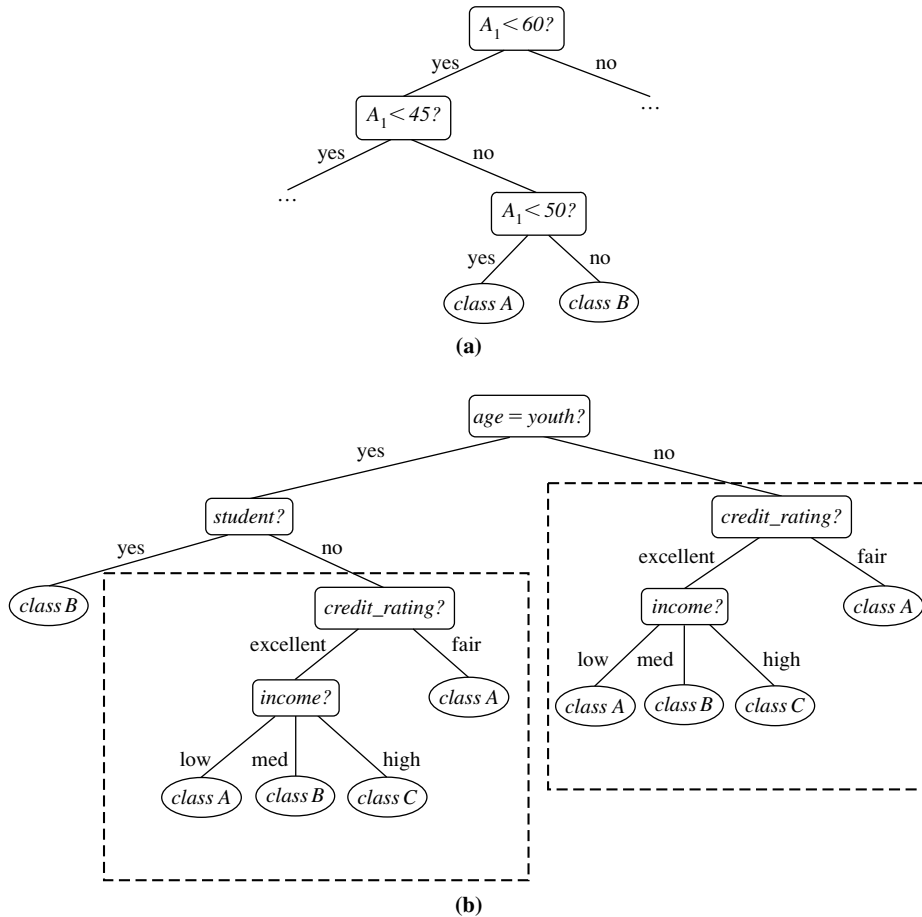 A₁ < 60?
yes
no
A₁ < 45?
...
yes
no
...
A₁ < 50?
yes
no
class A
class B
(a)
age = youth?
yes
no
student?
credit_rating?
yes
no
excellent
fair
class B
credit_rating?
income?
class A
excellent
fair
low
med
high
income?
class A
class A
class B
class C
low
med
high
class A
class B
class C
(b)